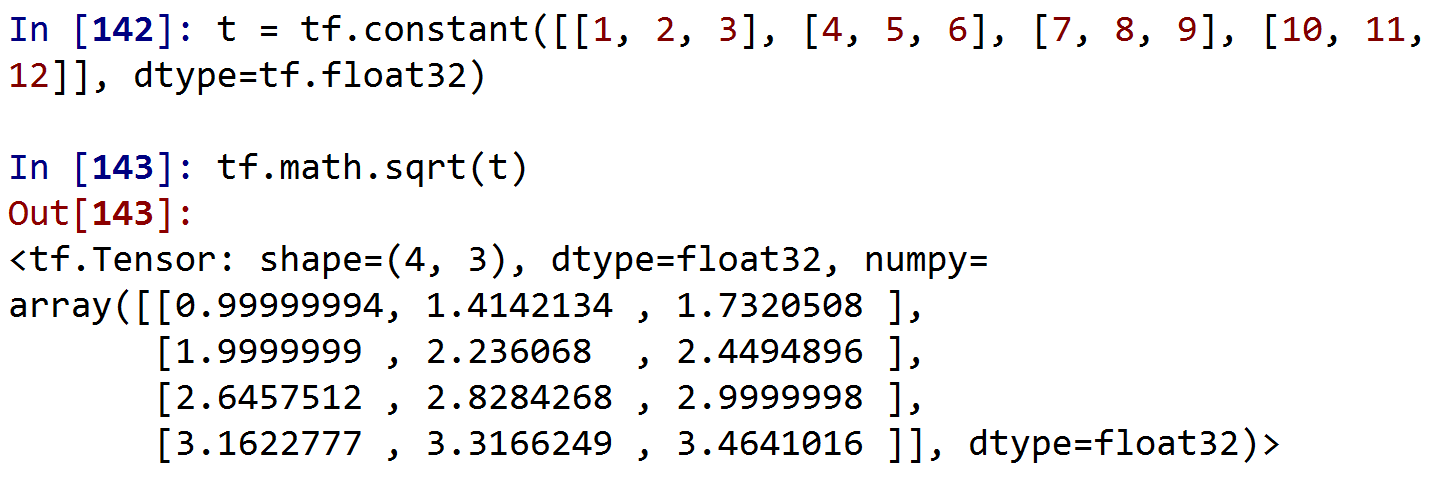 In [142]: t = tf.constant([[1, 2, 3], [4, 5, 6], [7, 8, 9], [10, 11,
12]], dtype=tf.float32)
In [143]: tf.math.sqrt(t)
Out[143]:
<tf.Tensor: shape=(4, 3), dtype=float32, numpy=
array([[0.99999994, 1.4142134 , 1.7320508 ],
       [1.9999999 , 2.236068  , 2.4494896 ],
       [2.6457512 , 2.8284268 , 2.9999998 ],
       [3.1622777 , 3.3166249 , 3.4641016 ]], dtype=float32)>